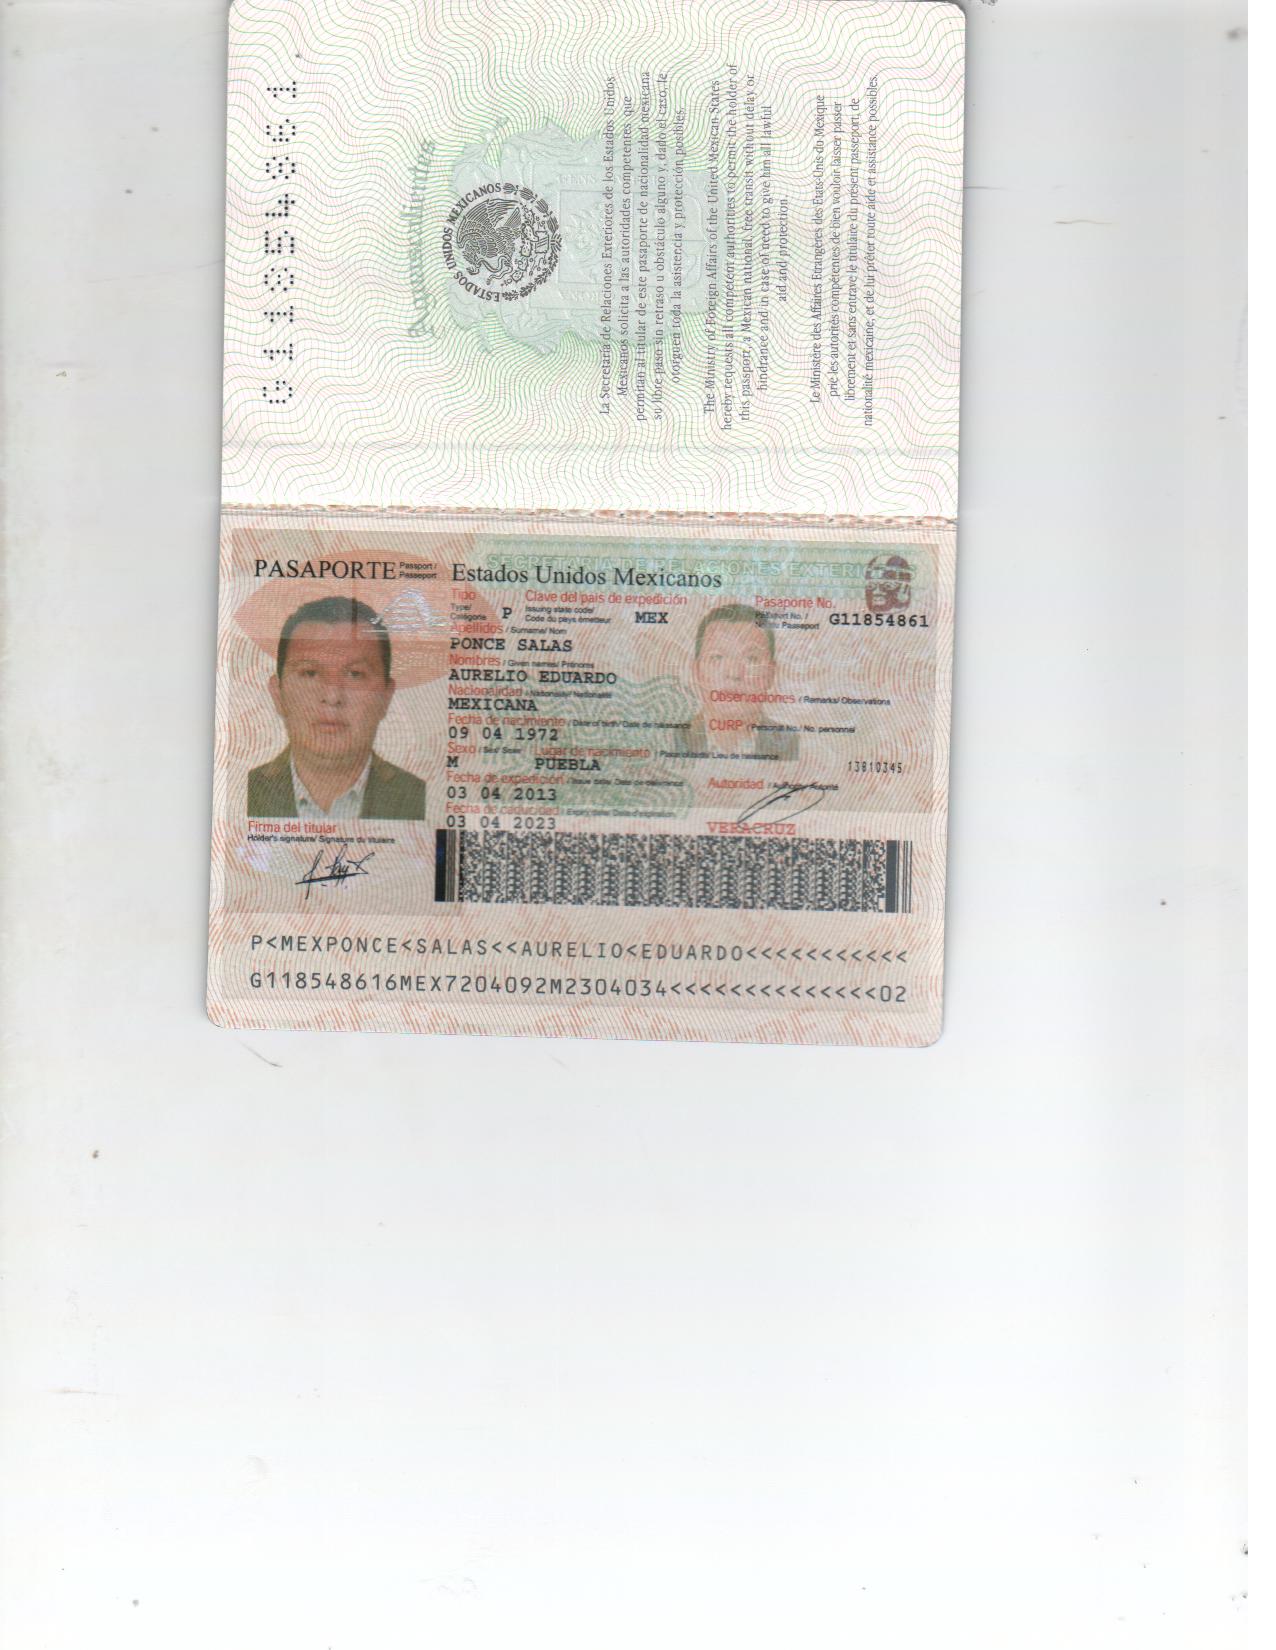 G11854861
Aguascalientes
ESTADOS UNIDOS MEXICANOS
La Secretaría de Relaciones Exteriores de los Estados Unidos
Mexicanos solicita a las autoridades competentes que
permitan al titular de este pasaporte de nacionalidad mexicana
su libre paso sin retraso u obstáculo alguno y, dado el caso, le
otorguen toda la asistencia y protección posibles.
The Ministry of Foreign Affairs of the United Mexican States
hereby requests all competent authorities to permit the holder of
this passport, a Mexican national, free transit without delay or
hindrance and in case of need to give him all lawful
aid and protection.
Le Ministère des Affaires Etrangères des Etats-Unis du Mexique
prie les autorités compétentes de bien vouloir laisser passer
librement et sans entrave le titulaire du présent passeport, de
nationalité mexicaine, et de lui prêter toute aide et assistance possibles.
SECRETARIA DE RELACIONES EXTERIORES
PASAPORTE Passport / Passeport
Estados Unidos Mexicanos
Tipo Clave del país de expedición Pasaporte No.
Type/ Catégorie P Issuing state code/ Code du pays émetteur MEX Passport No. / No. du Passeport G11854861
Apellidos / Surname/ Nom
PONCE SALAS
Nombres / Given names/ Prénoms
AURELIO EDUARDO
Nacionalidad / Nationality/ Nationalité Observaciones / Remarks/ Observations
MEXICANA
Fecha de nacimiento / Date of birth/ Date de naissance CURP / Personal No./ No. personnel
09 04 1972
Sexo / Sex/ Sexe Lugar de nacimiento / Place of birth/ Lieu de naissance
M PUEBLA 13810345
Fecha de expedición / Issue date/ Date de délivrance Autoridad / Authority/ Autorité
03 04 2013
Fecha de caducidad / Expiry date/ Date d'expiration
03 04 2023 VERACRUZ
Firma del titular
Holder's signature/ Signature du titulaire
P<MEXPONCE<SALAS<<AURELIO<EDUARDO<<<<<<<<<<<
G118548616MEX7204092M2304034<<<<<<<<<<<<<<02